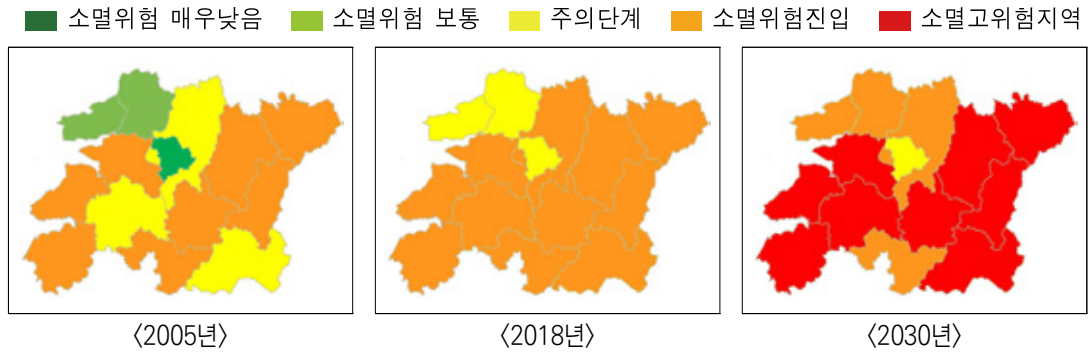 소멸위험 매우낮음 소멸위험 보통 주의단계 소멸위험진입 소멸고위험지역
〈2005년〉 〈2018년〉 〈2030년〉